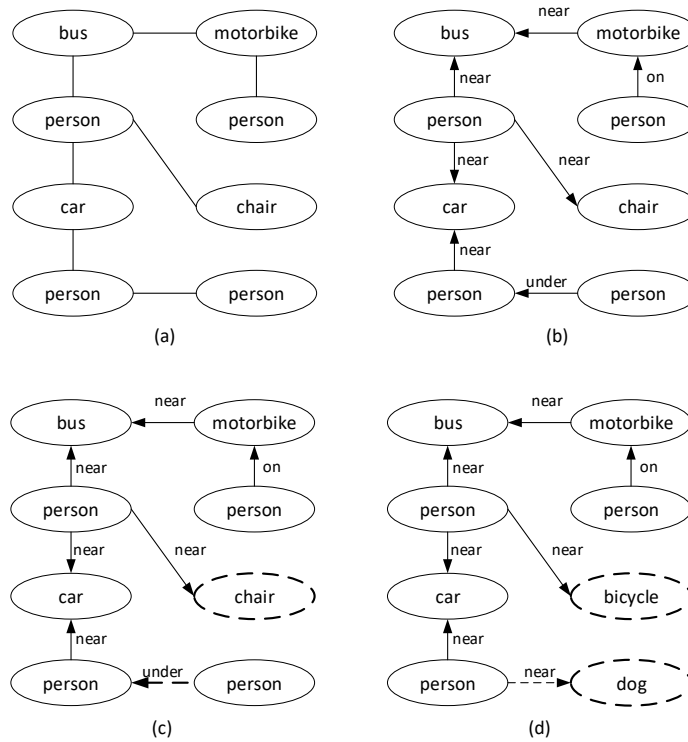 bus
motorbike
person
person
car
chair
person
person
(a)
near
bus
motorbike
near
on
person
person
near
near
car
chair
near
under
person
person
(b)
near
bus
motorbike
near
on
person
person
near
near
car
chair
near
under
person
person
(c)
near
bus
motorbike
near
on
person
person
near
near
car
bicycle
near
near
person
dog
(d)